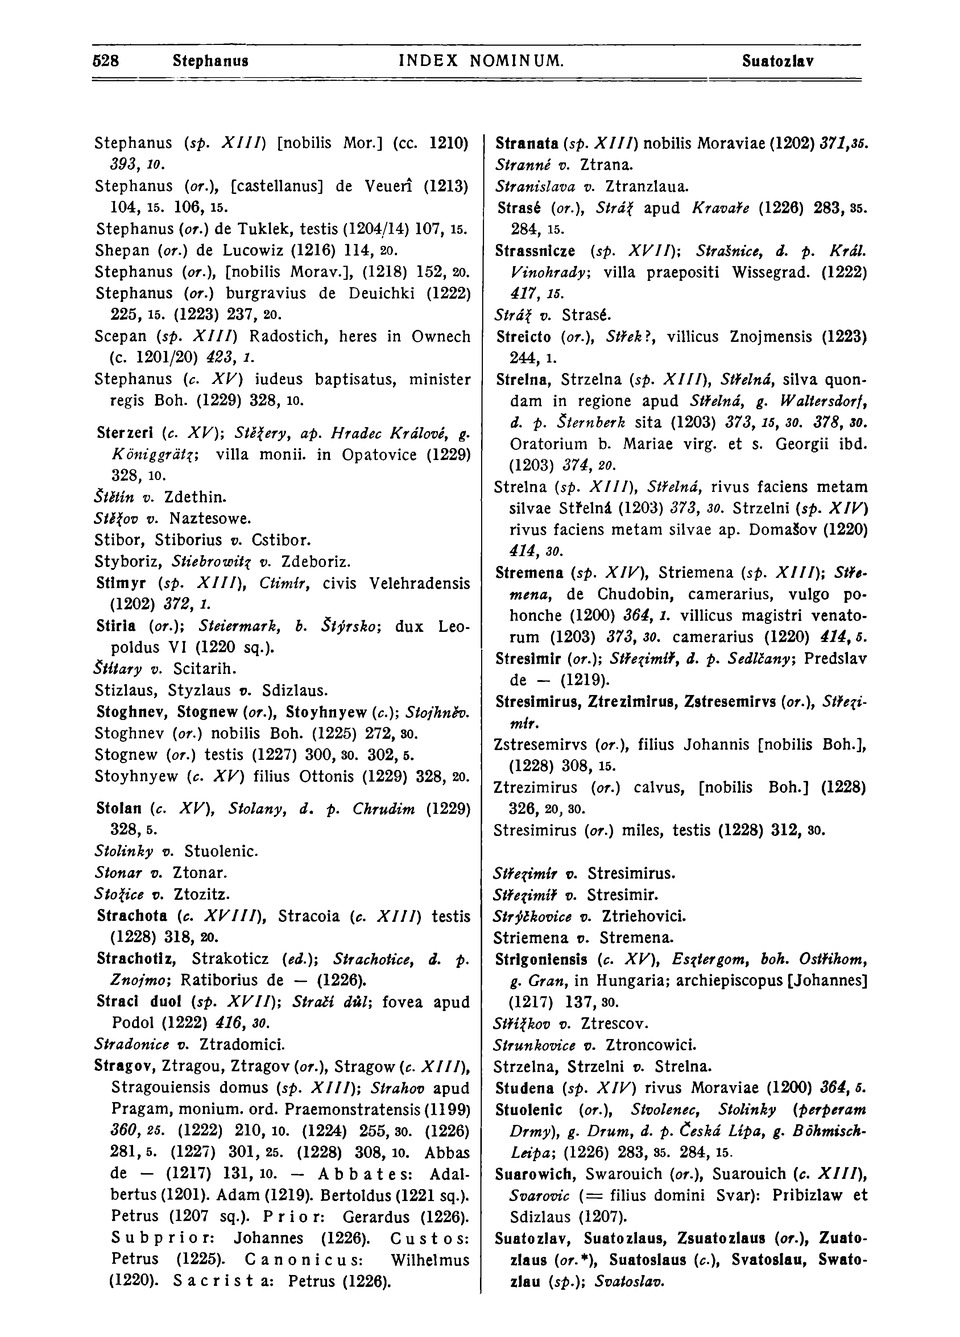 528 Stephanus INDEX NOMINUM. Suatozlav
Stephanus (sp. XIII) [nobilis Mor.] (cc. 1210)
393, 10.
Stephanus (or.), [castellanus] de Veuerî (1213)
104, 15. 106, 15.
Stephanus (or.) de Tuklek, testis (1204/14) 107, 15.
Shepan (or.) de Lucowiz (1216) 114, 20.
Stephanus (or.), [nobilis Morav.], (1218) 152, 20.
Stephanus (or.) burgravius de Deuichki (1222)
225, 15. (1223) 237, 20.
Scepan (sp. XIII) Radostich, heres in Ownech
(c. 1201/20) 423, 1.
Stephanus (c. XV) iudeus baptisatus, minister
regis Boh. (1229) 328, 10.
Sterzeri (c. XV); Stěžery, ap. Hradec Králové, g.
Königgrätz; villa monii. in Opatovice (1229)
328, 10.
Štětín v. Zdethin.
Stěžov v. Naztesowe.
Stibor, Stiborius v. Cstibor.
Styboriz, Stiebrowitz v. Zdeboriz.
Stimyr (sp. XIII), Ctimír, civis Velehradensis
(1202) 372, 1.
Stiria (or.); Steiermark, b. Štýrsko; dux Leo-
poldus VI (1220 sq.).
Štítary v. Scitarih.
Stizlaus, Styzlaus v. Sdizlaus.
Stoghnev, Stognew (or.), Stoyhnyew (c.); Stojhněv.
Stoghnev (or.) nobilis Boh. (1225) 272, 30.
Stognew (or.) testis (1227) 300, 30. 302, 5.
Stoyhnyew (c. XV) filius Ottonis (1229) 328, 20.
Stolan (c. XV), Stolany, d. p. Chrudim (1229)
328, 5.
Stolinky v. Stuolenic.
Stonar v. Ztonar.
Stožice v. Ztozitz.
Strachota (c. XVIII), Stracoia (c. XIII) testis
(1228) 318, 20.
Strachotiz, Strakoticz (ed.); Strachotice, d. p.
Znojmo; Ratiborius de — (1226).
Straci duol (sp. XVII); Stračí důl; fovea apud
Podol (1222) 416, 30.
Stradonice v. Ztradomici.
Stragov, Ztragou, Ztragov (or.), Stragow (c. XIII),
Stragouiensis domus (sp. XIII); Strahov apud
Pragam, monium. ord. Praemonstratensis (1199)
360, 25. (1222) 210, 10. (1224) 255, 30. (1226)
281, 5. (1227) 301, 25. (1228) 308, 10. Abbas
de — (1217) 131, 10. — Abbates: Adal-
bertus (1201). Adam (1219). Bertoldus (1221 sq.).
Petrus (1207 sq.). Prior: Gerardus (1226).
Subprior: Johannes (1226). Custos:
Petrus (1225). Canonicus: Wilhelmus
(1220). Sacrista: Petrus (1226).
Stranata (sp. XIII) nobilis Moraviae (1202) 371,35.
Stranné v. Ztrana.
Stranislava v. Ztranzlaua.
Strasé (or.), Stráž apud Kravaře (1226) 283, 35.
284, 15.
Strassnicze (sp. XVII); Strašnice, d. p. Král.
Vinohrady; villa praepositi Wissegrad. (1222)
417, 15.
Stráž v. Strasé.
Streicto (or.), Střek?, villicus Znojmensis (1223)
244, 1.
Strelna, Strzelna (sp. XIII), Střelná, silva quon-
dam in regione apud Střelná, g. Waltersdorf,
d. p. Šternberk sita (1203) 373, 15, 30. 378, 30.
Oratorium b. Mariae virg. et s. Georgii ibd.
(1203) 374, 20.
Strelna (sp. XIII), Střelná, rivus faciens metam
silvae Střelná (1203) 373, 30. Strzelni (sp. XIV)
rivus faciens metam silvae ap. Domašov (1220)
414, 30.
Stremena (sp. XIV), Striemena (sp. XIII); Stře-
mena, de Chudobin, camerarius, vulgo po-
honche (1200) 364, 1. villicus magistri venato-
rum (1203) 373, 30. camerarius (1220) 414, 5.
Stresimir (or.); Střezimíř, d. p. Sedlčany; Predslav
de — (1219).
Stresimirus, Ztrezimirus, Zstresemirvs (or.), Střezi-
mír.
Zstresemirvs (or.), filius Johannis [nobilis Boh.],
(1228) 308, 15.
Ztrezimirus (or.) calvus, [nobilis Boh.] (1228)
326, 20, 30.
Stresimirus (or.) miles, testis (1228) 312, 30.
Střezimír v. Stresimirus.
Střezimíř v. Stresimir.
Strýčkovice v. Ztriehovici.
Striemena v. Stremena.
Strigoniensis (c. XV), Esztergom, boh. Ostřihom,
g. Gran, in Hungaria; archiepiscopus [Johannes]
(1217) 137, 30.
Střížkov v. Ztrescov.
Strunkovice v. Ztroncowici.
Strzelna, Strzelni v. Strelna.
Studena (sp. XIV) rivus Moraviae (1200) 364, 5.
Stuolenic (or.), Stvolenec, Stolinky (perperam
Drmy), g. Drum, d. p. Česká Lípa, g. Böhmisch-
Leipa; (1226) 283, 35. 284, 15.
Suarowich, Swarouich (or.), Suarouich (c. XIII),
Svarovic (= filius domini Svar): Pribizlaw et
Sdizlaus (1207).
Suatozlav, Suatozlaus, Zsuatozlaus (or.), Zuato-
zlaus (or.*), Suatoslaus (c.), Svatoslau, Swato-
zlau (sp.); Svatoslav.